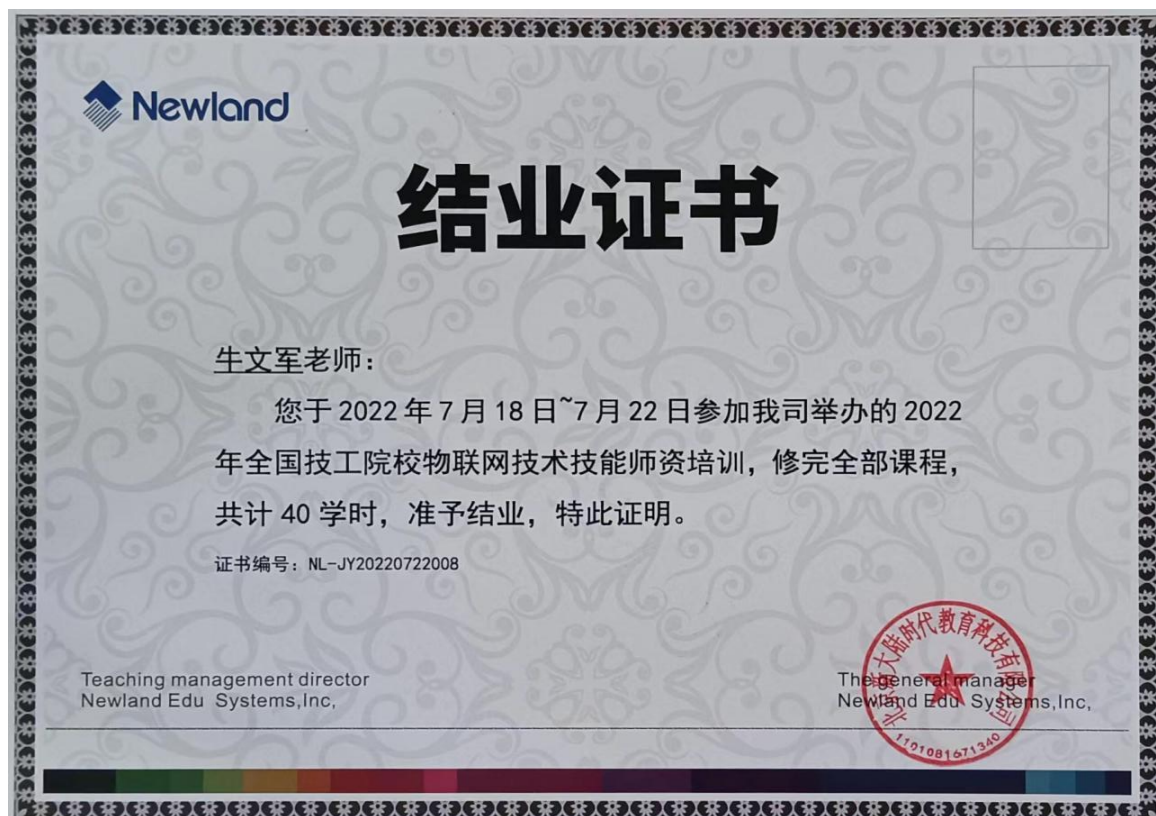 Newland
结业证书
牛文军老师：
您于 2022 年 7 月 18 日~7 月 22 日参加我司举办的 2022
年全国技工院校物联网技术技能师资培训，修完全部课程，
共计 40 学时，准予结业，特此证明。
证书编号：NL-JY20220722008
Teaching management director
Newland Edu Systems,Inc,
The general manager
Newland Edu Systems,Inc,
北京新大陆时代教育科技有限公司
1101081671340